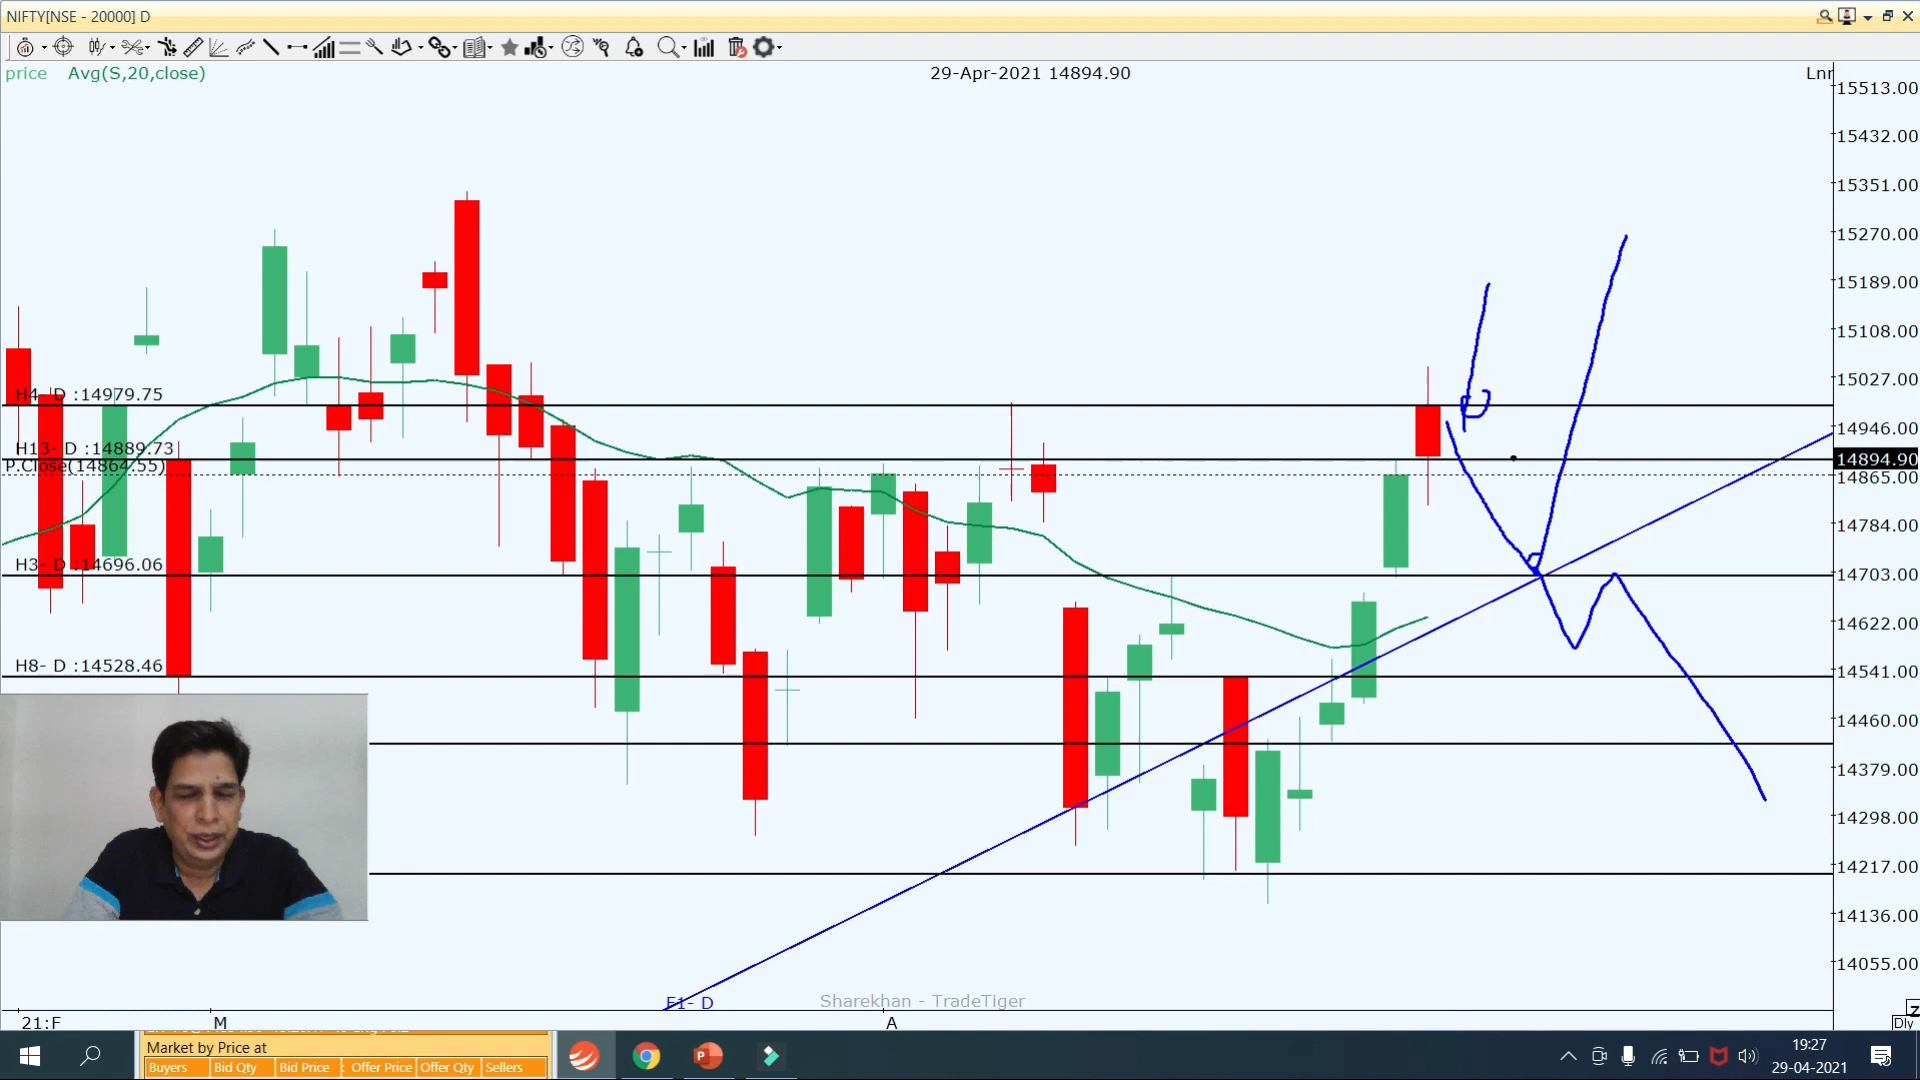 NIFTY[NSE - 20000] D
price Avg(S,20,close)
29-Apr-2021 14894.90
Lnr
15513.00
15432.00
15351.00
15270.00
15189.00
15108.00
15027.00
14946.00
14894.90
14865.00
14784.00
14703.00
14622.00
14541.00
14460.00
14379.00
14298.00
14217.00
14136.00
14055.00
H4- D :14979.75
H13- D :14889.73
P.Close(14864.55)
H3- D :14696.06
H8- D :14528.46
F1- D
Sharekhan - TradeTiger
21:F M A
Z
Dly
Market by Price at
Buyers Bid Qty Bid Price Offer Price Offer Qty Sellers
19:27
29-04-2021